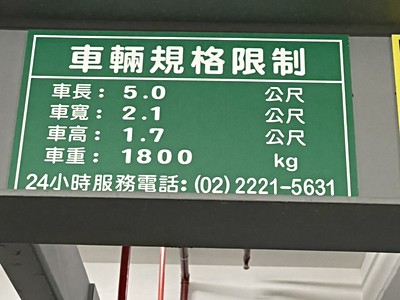 車輛規格限制
車長: 5.0 公尺
車寬: 2.1 公尺
車高: 1.7 公尺
車重: 1800 kg
24小時服務電話:(02)2221-5631